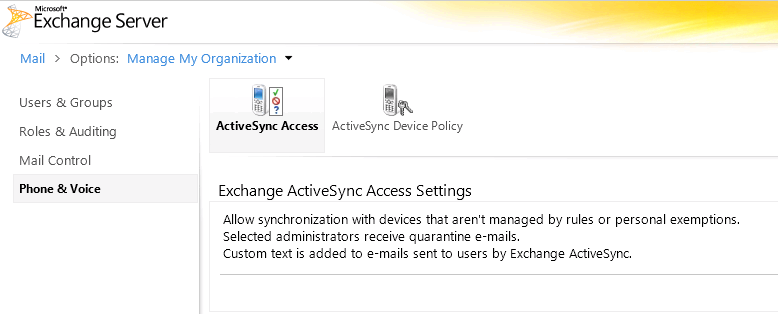 Microsoft®
Exchange Server
Mail > Options: Manage My Organization
Users & Groups
Roles & Auditing
Mail Control
Phone & Voice
ActiveSync Access
ActiveSync Device Policy
Exchange ActiveSync Access Settings
Allow synchronization with devices that aren't managed by rules or personal exemptions.
Selected administrators receive quarantine e-mails.
Custom text is added to e-mails sent to users by Exchange ActiveSync.